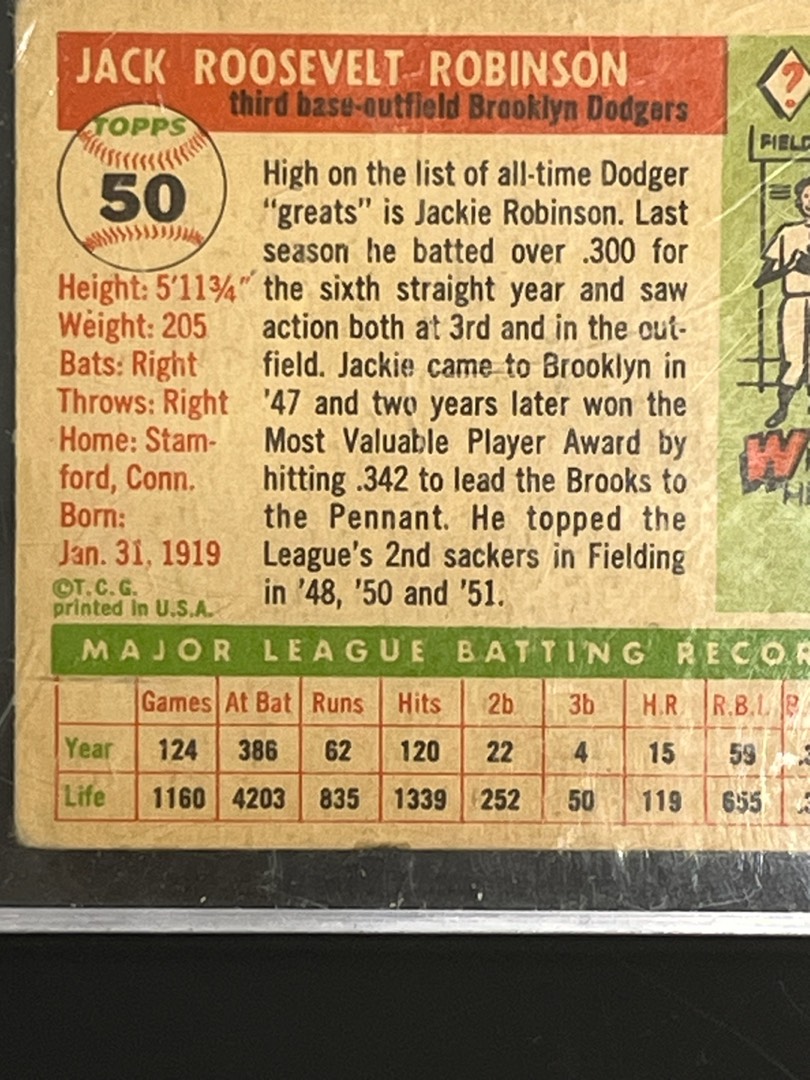 JACK ROOSEVELT ROBINSON
third base-outfield Brooklyn Dodgers
TOPPS
50
Height: 5'11¾"
Weight: 205
Bats: Right
Throws: Right
Home: Stam-
ford, Conn.
Born:
Jan. 31, 1919
©T.C.G.
printed in U.S.A.
High on the list of all-time Dodger
"greats" is Jackie Robinson. Last
season he batted over .300 for
the sixth straight year and saw
action both at 3rd and in the out-
field. Jackie came to Brooklyn in
'47 and two years later won the
Most Valuable Player Award by
hitting .342 to lead the Brooks to
the Pennant. He topped the
League's 2nd sackers in Fielding
in '48, '50 and '51.
?
FIELD
MAJOR LEAGUE BATTING RECOR
Games At Bat Runs Hits 2b 3b H.R R.B.I.
Year 124 386 62 120 22 4 15 59
Life 1160 4203 835 1339 252 50 119 655